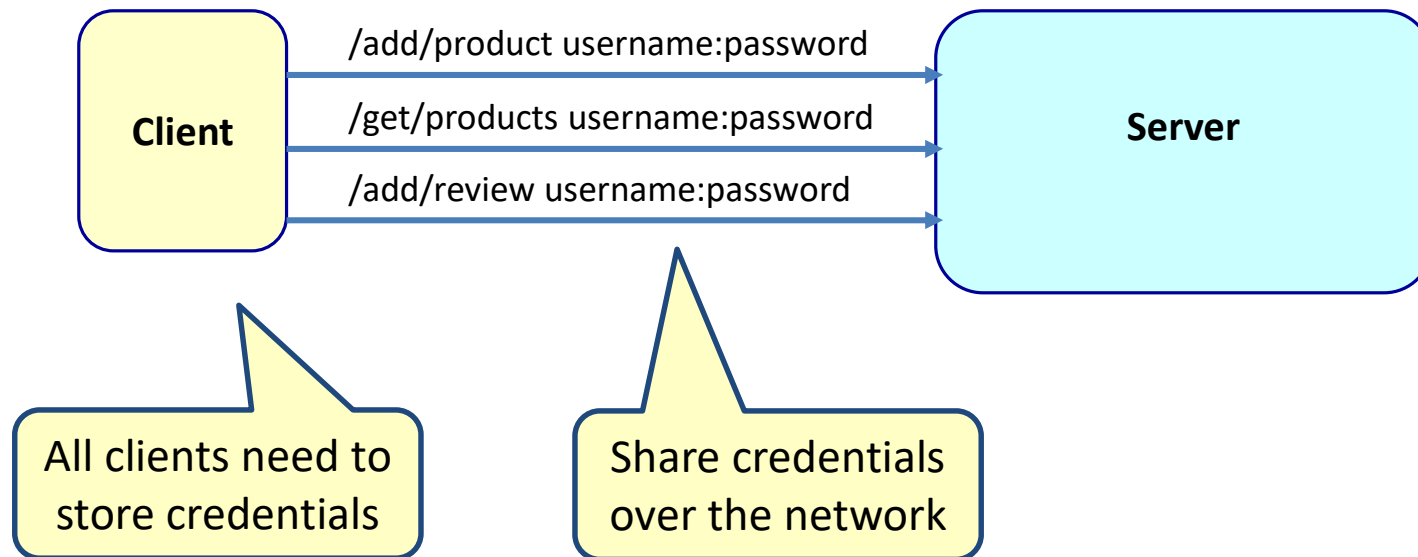 /add/product username:password
Client
/get/products username:password
Server
/add/review username:password
All clients need to
store credentials
Share credentials
over the network